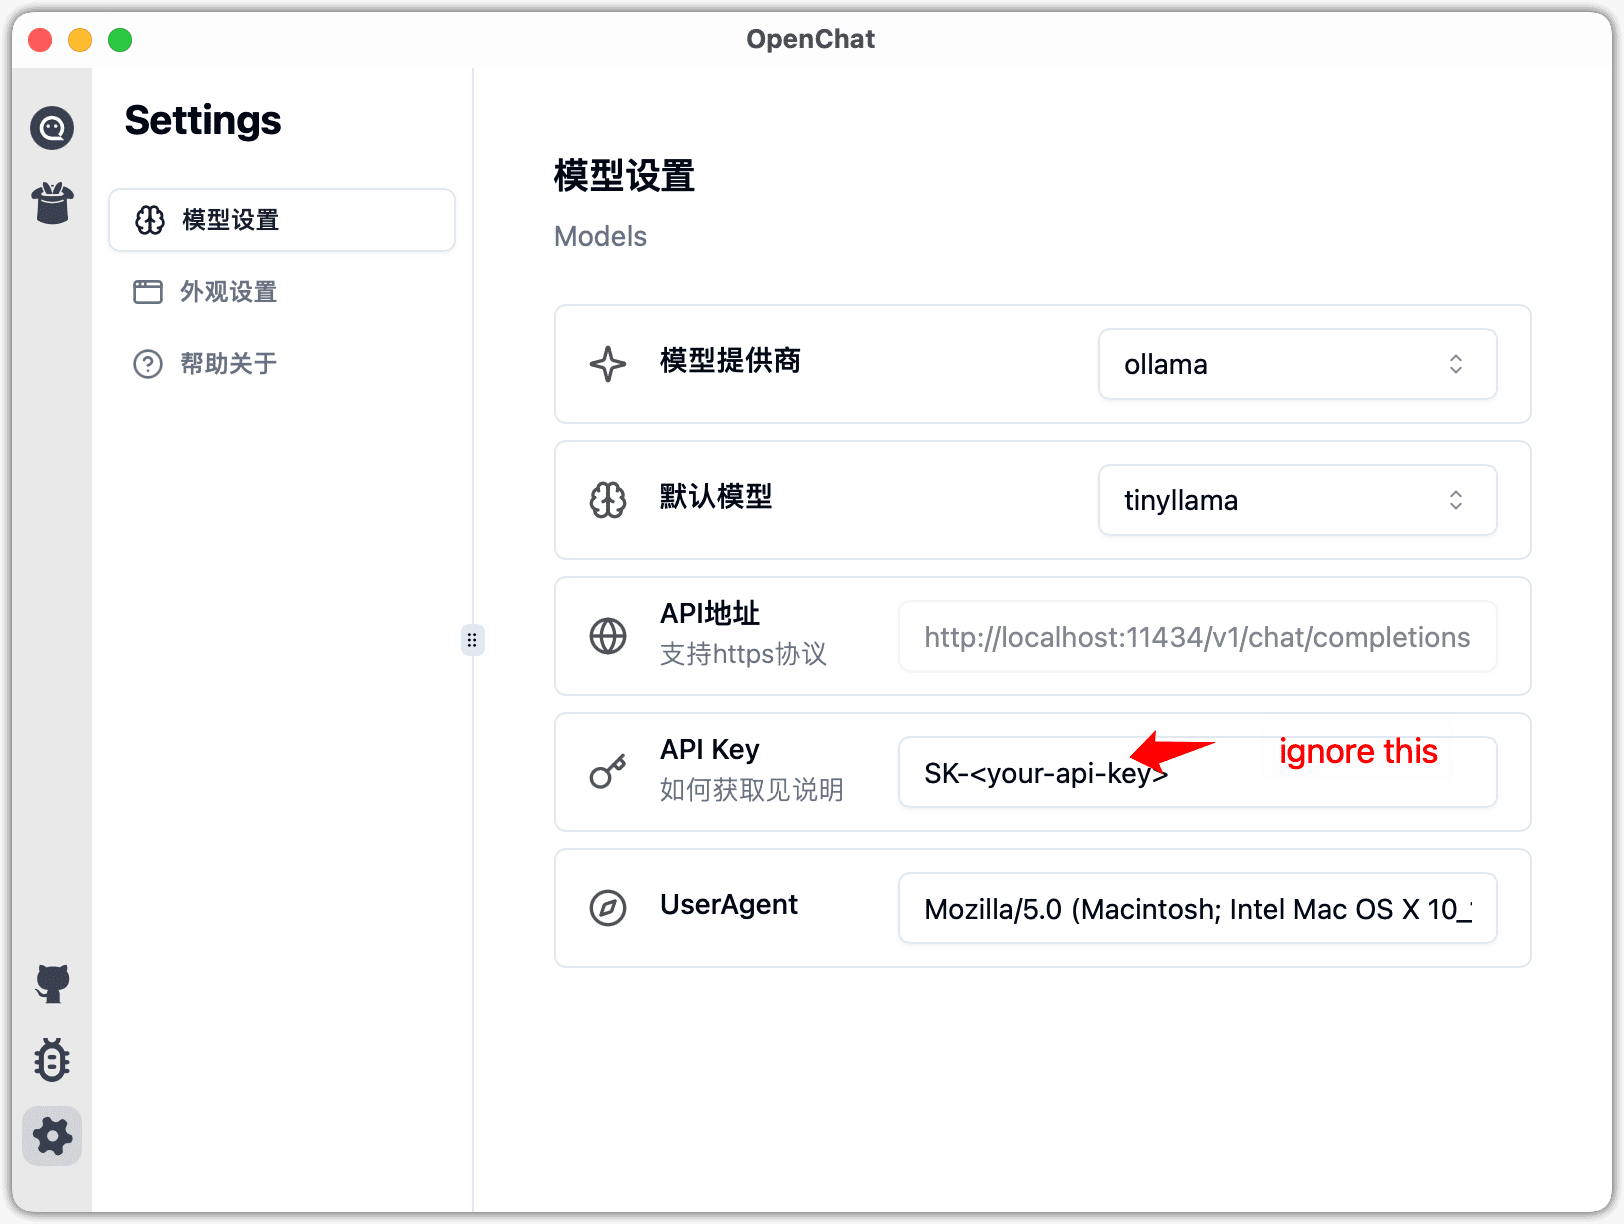 OpenChat
Settings
模型设置
外观设置
帮助关于
模型设置
Models
模型提供商
ollama
默认模型
tinyllama
API地址
支持https协议
http://localhost:11434/v1/chat/completions
API Key
如何获取见说明
SK-<your-api-key>
ignore this
UserAgent
Mozilla/5.0 (Macintosh; Intel Mac OS X 10_